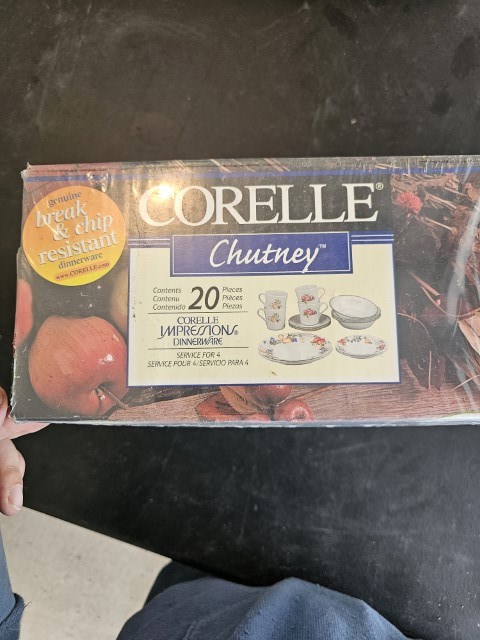 genuine
break
& chip
resistant
dinnerware
www.CORELLE.com
CORELLE®
Chutney™
Contents
Contenu
Contenido
20
Pieces
Pièces
Piezas
CORELLE
IMPRESSIONS®
DINNERWARE
SERVICE FOR 4
SERVICE POUR 4/SERVICIO PARA 4